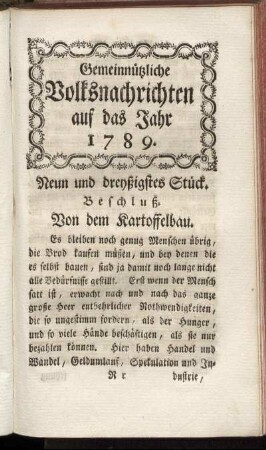 Gemeinnützliche
Volksnachrichten
auf das Jahr
1789.
Neun und dreyßigstes Stück.
Beschluß.
Von dem Kartoffelbau.
Es bleiben noch genug Menschen übrig,
die Brod kaufen müßen, und bey denen die
es selbst bauen, sind ja damit noch lange nicht
alle Bedürfniße gestillt. Erst wenn der Mensch
satt ist, erwacht nach und nach das ganze
große Heer entbehrlicher Nothwendigkeiten,
die so ungestümm fordern, als der Hunger,
und so viele Hände beschäftigen, als sie nur
bezahlen können. Hier haben Handel und
Wandel, Geldumlauf, Spekulation und In-
R r
dustrie,